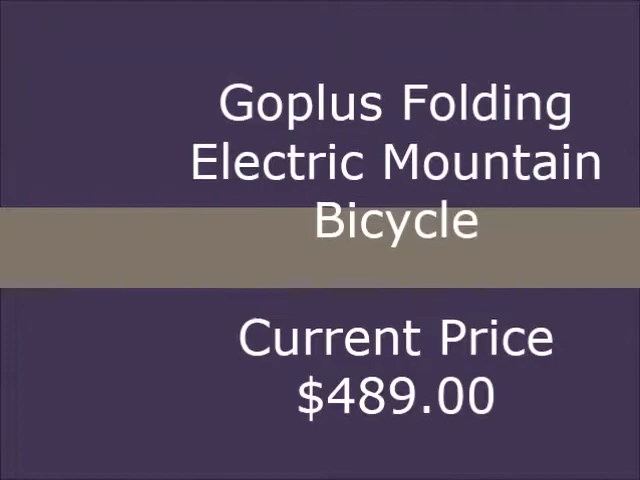 Goplus Folding
Electric Mountain
Bicycle
Current Price
$489.00